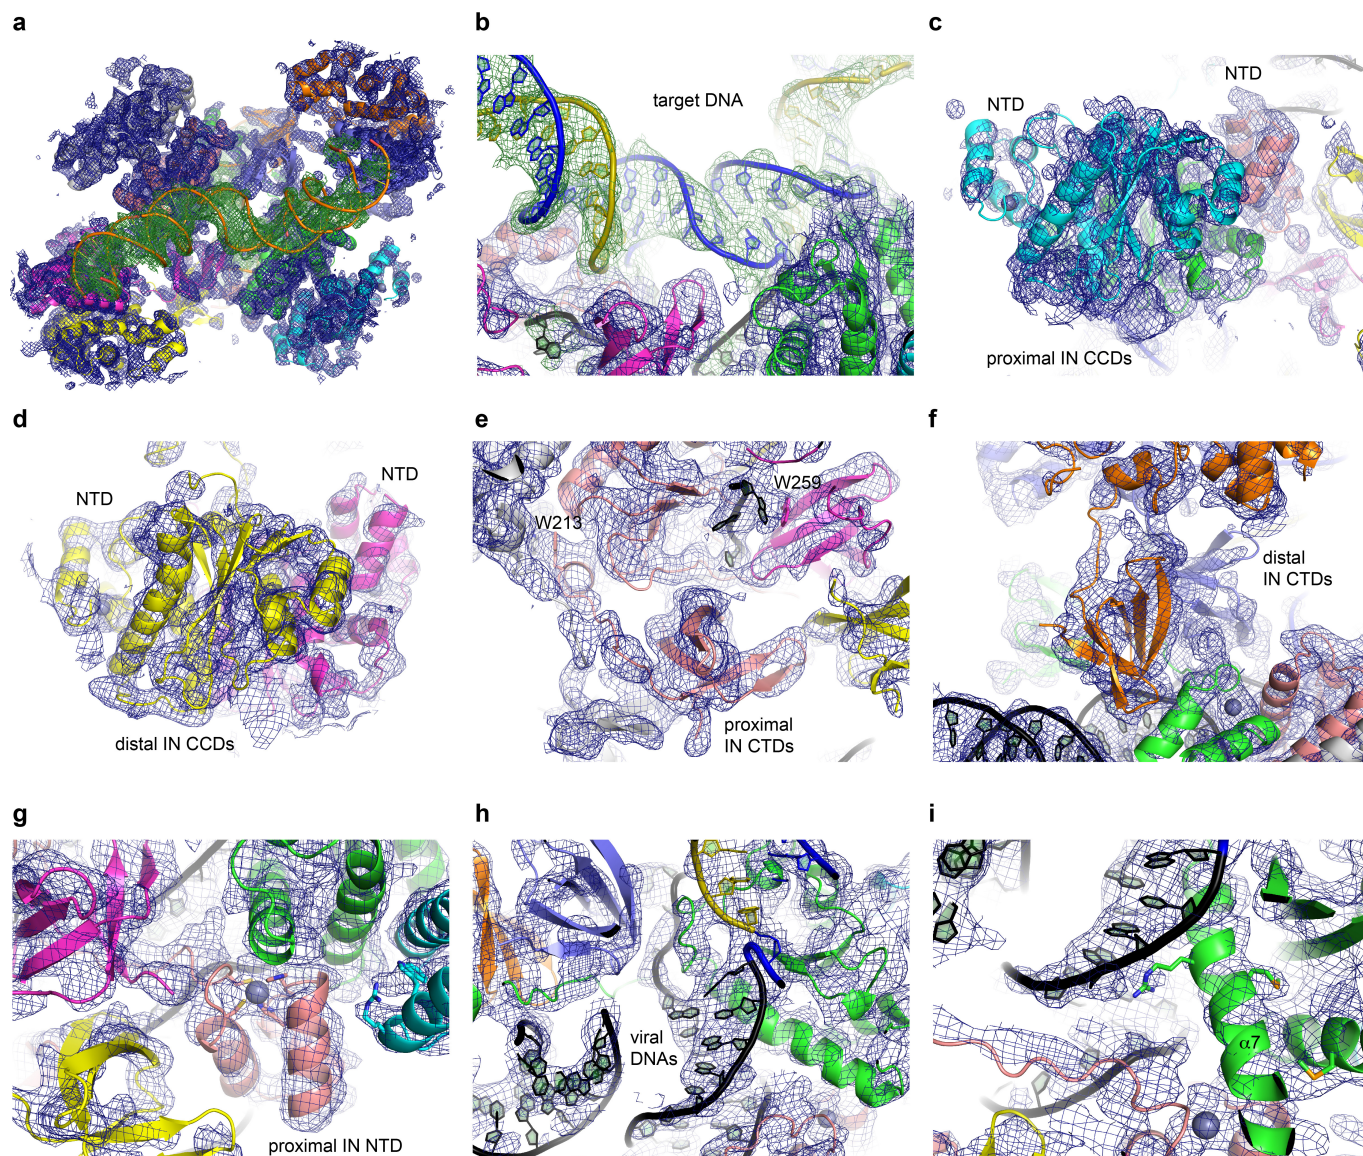 a
b
c
target DNA
NTD
NTD
proximal IN CCDs
d
e
f
NTD
NTD
distal IN CCDs
W259
W213
proximal
IN CTDs
distal
IN CTDs
g
h
i
proximal IN NTD
viral
DNAs
α7